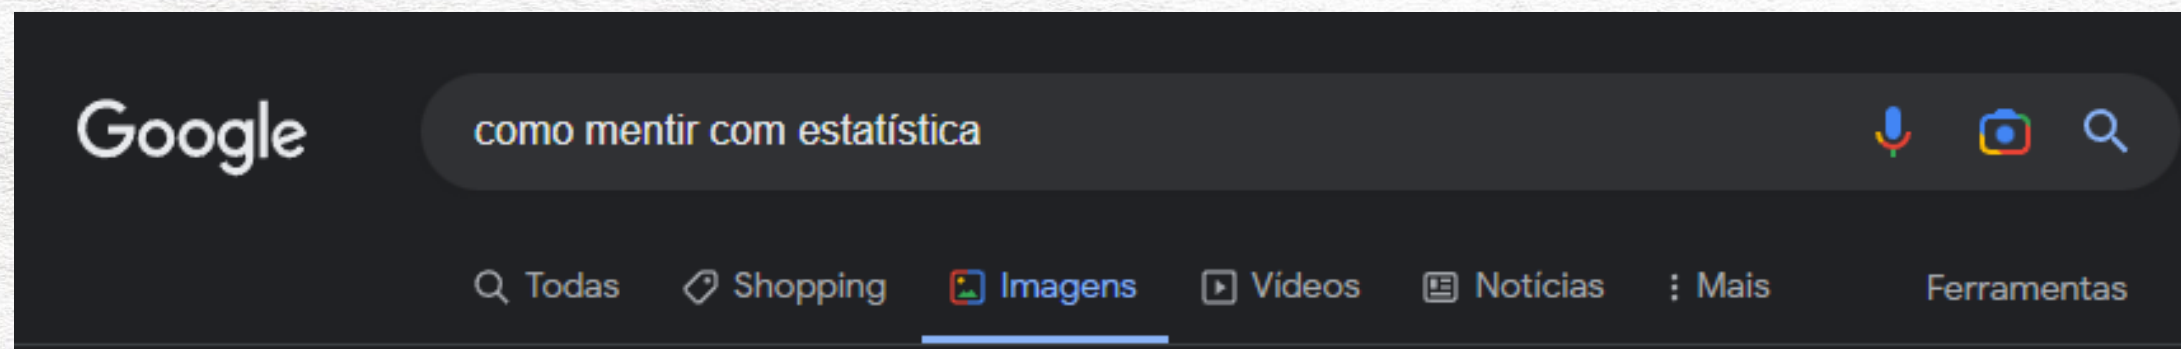 Google como mentir com estatística
Todas Shopping Imagens Vídeos Notícias Mais Ferramentas